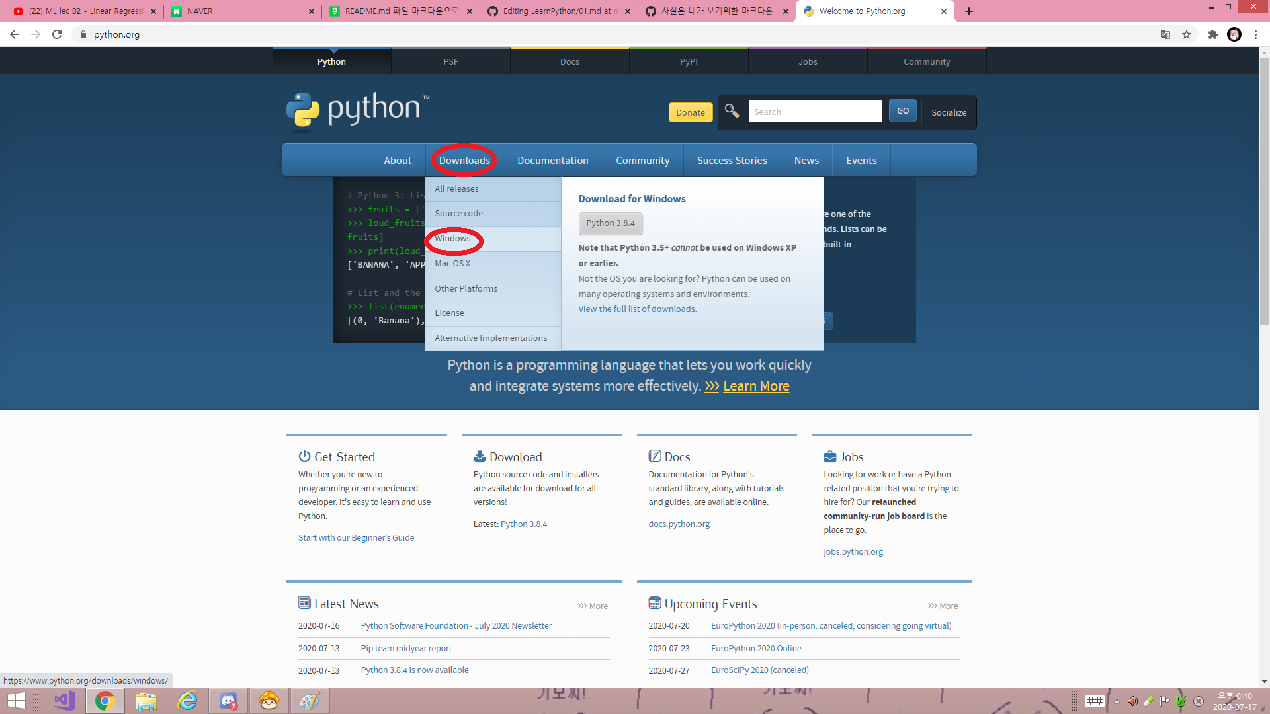 (22) ML lec 02 - Linear Regressi
NAVER
README.md 파일 마크다운으로
Editing LearnPython/01.md at m
사실은 내가 보기위한 마크다운
Welcome to Python.org
python.org
Python
PSF
Docs
PyPI
Jobs
Community
python™
Donate
Search
GO
Socialize
About
Downloads
Documentation
Community
Success Stories
News
Events
# Python 3: Lis
>>> fruits = ['
>>> loud_fruits
fruits]
>>> print(loud_
['BANANA', 'APP
# List and the
>>> list(enumer
[(0, 'Banana'),
All releases
Source code
Windows
Mac OS X
Other Platforms
License
Alternative Implementations
Download for Windows
Python 3.8.4
Note that Python 3.5+ cannot be used on Windows XP
or earlier.
Not the OS you are looking for? Python can be used on
many operating systems and environments.
View the full list of downloads.
re one of the
nds. Lists can be
built in
Python is a programming language that lets you work quickly
and integrate systems more effectively. >>> Learn More
Get Started
Whether you're new to
programming or an experienced
developer, it's easy to learn and use
Python.
Start with our Beginner's Guide
Download
Python source code and installers
are available for download for all
versions!
Latest: Python 3.8.4
Docs
Documentation for Python's
standard library, along with tutorials
and guides, are available online.
docs.python.org
Jobs
Looking for work or have a Python
related position that you're trying to
hire for? Our relaunched
community-run job board is the
place to go.
jobs.python.org
Latest News
>>> More
2020-07-16 Python Software Foundation - July 2020 Newsletter
2020-07-13 Pip team midyear report
2020-07-13 Python 3.8.4 is now available
Upcoming Events
>>> More
2020-07-20 EuroPython 2020 (in-person: canceled, considering going virtual)
2020-07-23 EuroPython 2020 Online
2020-07-27 EuroSciPy 2020 (canceled)
https://www.python.org/downloads/windows/
오후 6:40
2020-07-17